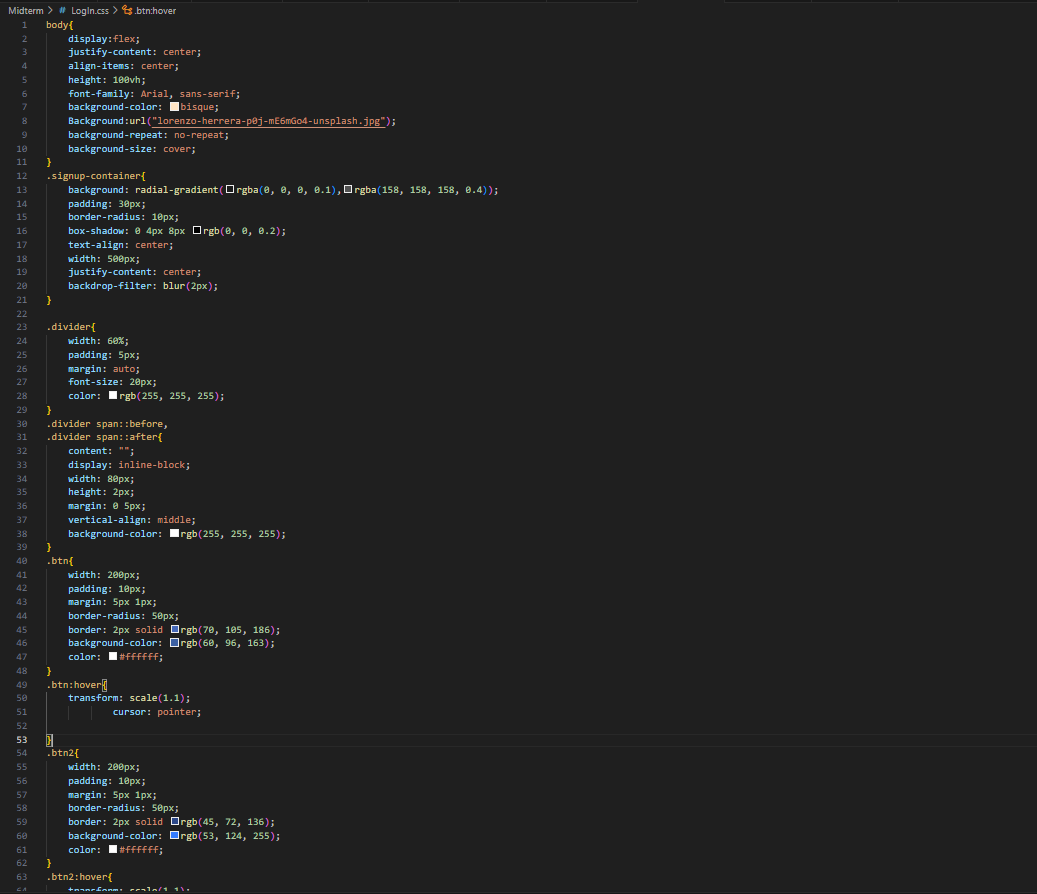 Midterm > # LogIn.css > .btn:hover
1 body{
2 display:flex;
3 justify-content: center;
4 align-items: center;
5 height: 100vh;
6 font-family: Arial, sans-serif;
7 background-color: bisque;
8 Background:url("lorenzo-herrera-p0j-mE6mGo4-unsplash.jpg");
9 background-repeat: no-repeat;
10 background-size: cover;
11 }
12 .signup-container{
13 background: radial-gradient(rgba(0, 0, 0, 0.1),rgba(158, 158, 158, 0.4));
14 padding: 30px;
15 border-radius: 10px;
16 box-shadow: 0 4px 8px rgb(0, 0, 0.2);
17 text-align: center;
18 width: 500px;
19 justify-content: center;
20 backdrop-filter: blur(2px);
21 }
22
23 .divider{
24 width: 60%;
25 padding: 5px;
26 margin: auto;
27 font-size: 20px;
28 color: rgb(255, 255, 255);
29 }
30 .divider span::before,
31 .divider span::after{
32 content: "";
33 display: inline-block;
34 width: 80px;
35 height: 2px;
36 margin: 0 5px;
37 vertical-align: middle;
38 background-color: rgb(255, 255, 255);
39 }
40 .btn{
41 width: 200px;
42 padding: 10px;
43 margin: 5px 1px;
44 border-radius: 50px;
45 border: 2px solid rgb(70, 105, 186);
46 background-color: rgb(60, 96, 163);
47 color: #ffffff;
48 }
49 .btn:hover{
50 transform: scale(1.1);
51 cursor: pointer;
52
53 }
54 .btn2{
55 width: 200px;
56 padding: 10px;
57 margin: 5px 1px;
58 border-radius: 50px;
59 border: 2px solid rgb(45, 72, 136);
60 background-color: rgb(53, 124, 255);
61 color: #ffffff;
62 }
63 .btn2:hover{
64 transform: scale(1.1);